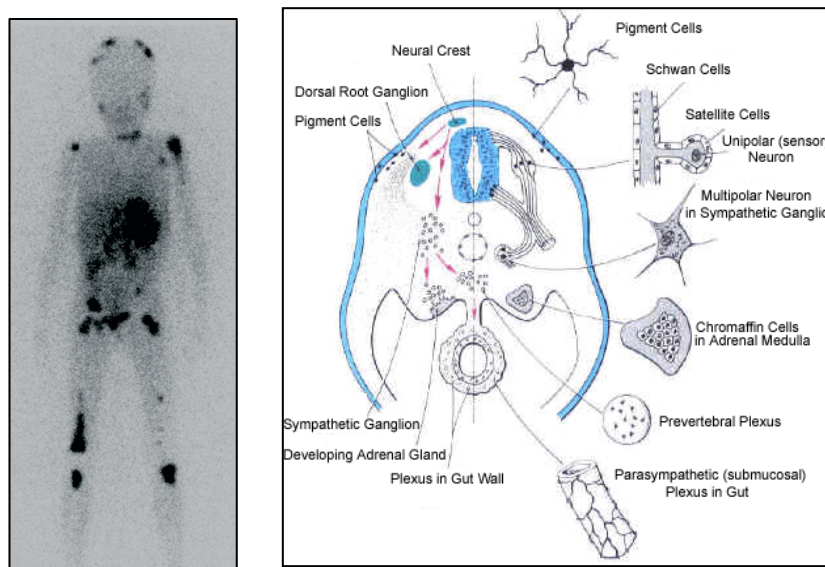 Pigment Cells
Neural Crest
Schwan Cells
Dorsal Root Ganglion
Satellite Cells
Pigment Cells
Unipolar (sensor
Neuron
Multipolar Neuron
in Sympathetic Ganglio
Chromaffin Cells
in Adrenal Medulla
Sympathetic Ganglion
Prevertebral Plexus
Developing Adrenal Gland
Plexus in Gut Wall
Parasympathetic (submucosal)
Plexus in Gut